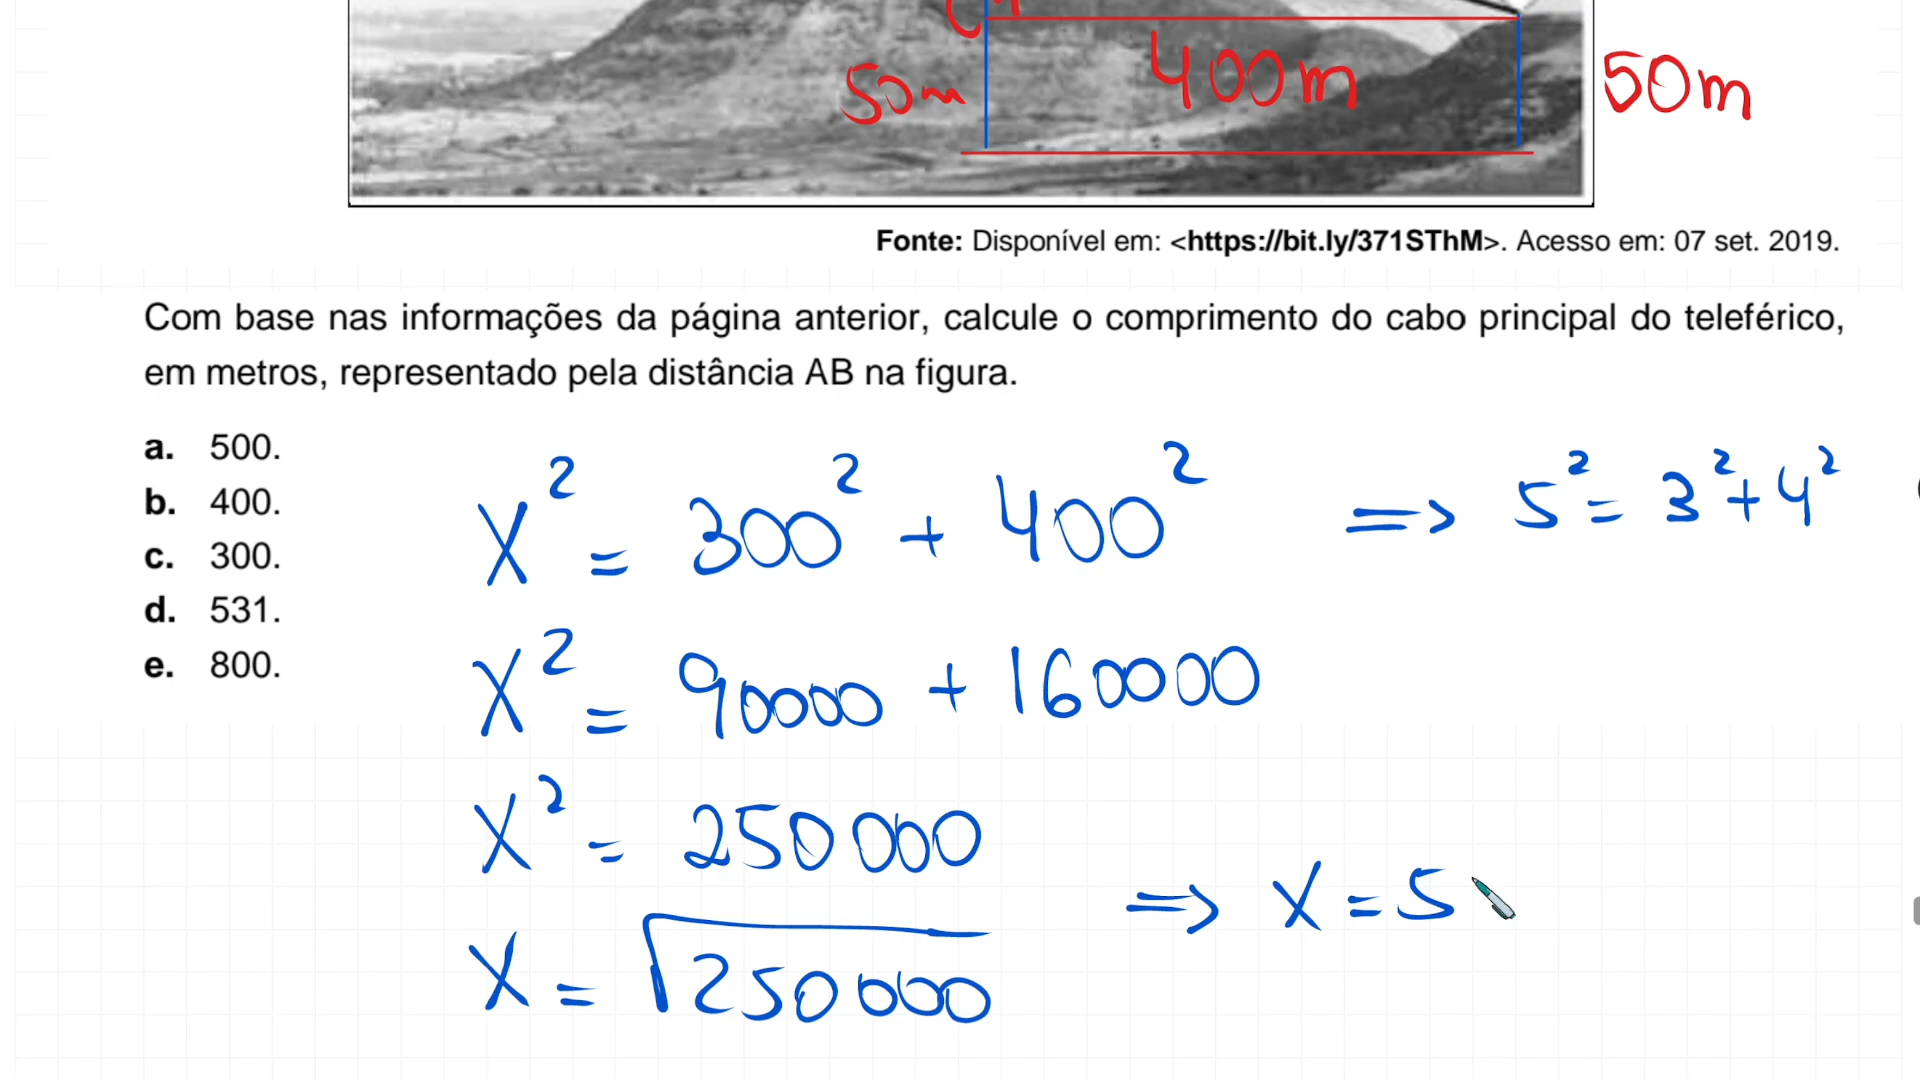 50m 400m 50m
Fonte: Disponível em: <https://bit.ly/371SThM>. Acesso em: 07 set. 2019.
Com base nas informações da página anterior, calcule o comprimento do cabo principal do teleférico,
em metros, representado pela distância AB na figura.
a. 500.
b. 400.
c. 300.
d. 531.
e. 800.
X² = 300² + 400² => 5² = 3² + 4²
X² = 90000 + 160000
X² = 250000
X = √250000 => X = 5